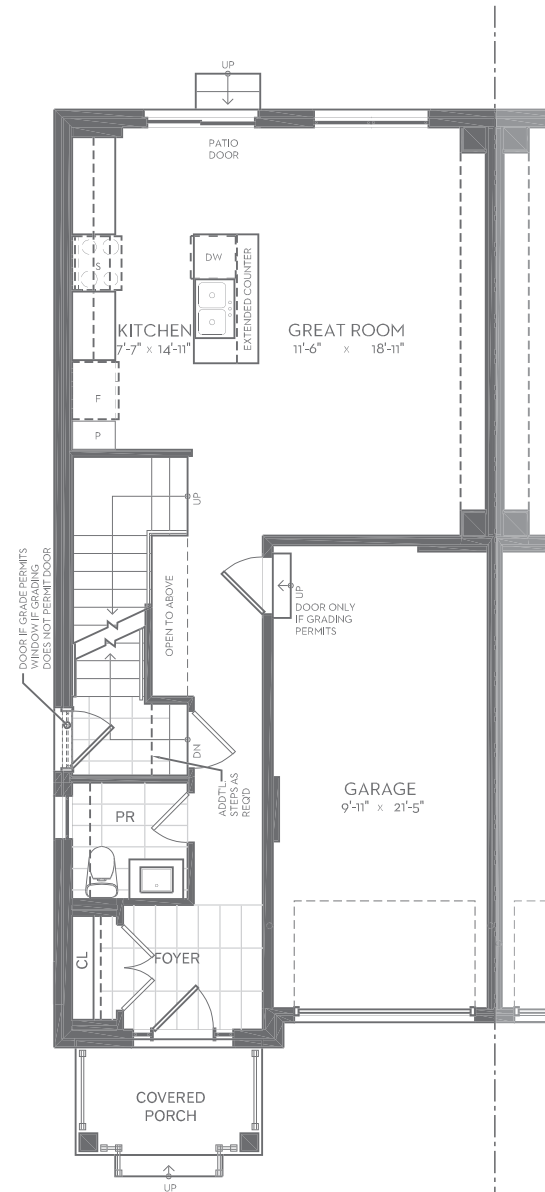 UP
PATIO
DOOR
S
DW
EXTENDED COUNTER
KITCHEN
7'-7" x 14'-11"
GREAT ROOM
11'-6" x 18'-11"
F
P
UP
OPEN TO ABOVE
DOOR IF GRADE PERMITS
WINDOW IF GRADING
DOES NOT PERMIT DOOR
UP
DOOR ONLY
IF GRADING
PERMITS
DN
ADDT'L
STEPS AS
REQ'D
PR
GARAGE
9'-11" x 21'-5"
CL
FOYER
COVERED
PORCH
UP